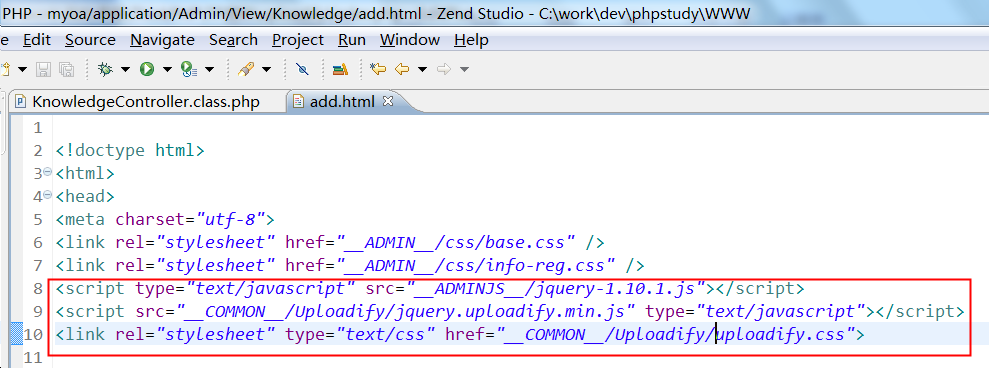 PHP - myoa/application/Admin/View/Knowledge/add.html - Zend Studio - C:\work\dev\phpstudy\WWW
e Edit Source Navigate Search Project Run Window Help
KnowledgeController.class.php add.html
1
2 <!doctype html>
3 <html>
4 <head>
5 <meta charset="utf-8">
6 <link rel="stylesheet" href="__ADMIN__/css/base.css" />
7 <link rel="stylesheet" href="__ADMIN__/css/info-reg.css" />
8 <script type="text/javascript" src="__ADMINJS__/jquery-1.10.1.js"></script>
9 <script src="__COMMON__/Uploadify/jquery.uploadify.min.js" type="text/javascript"></script>
10 <link rel="stylesheet" type="text/css" href="__COMMON__/Uploadify/uploadify.css">
11